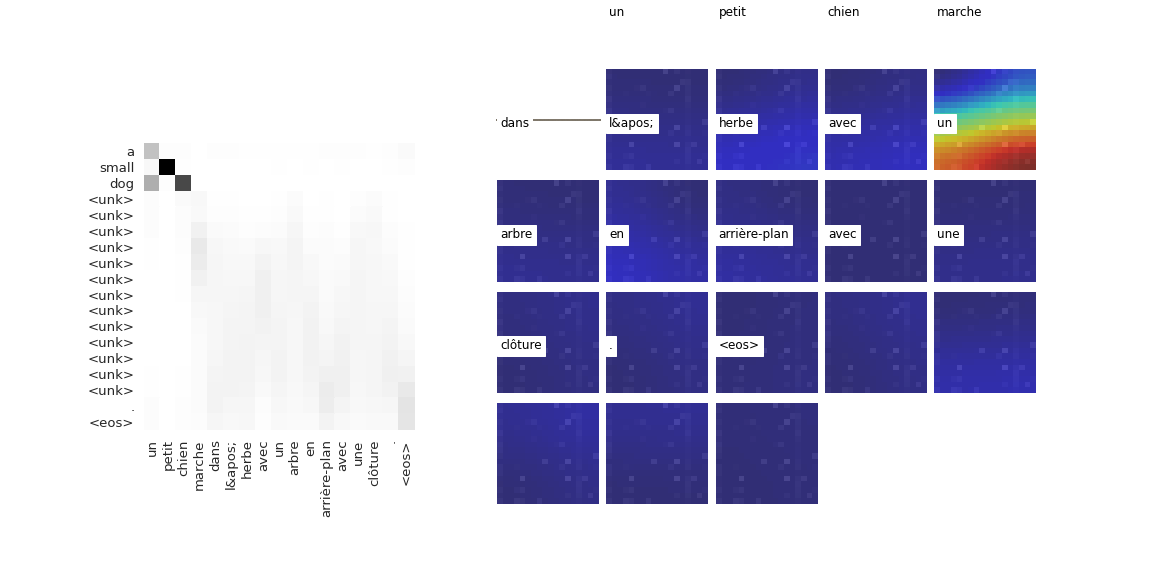 un petit chien marche
dans l&apos; herbe avec un
arbre en arrière-plan avec une
clôture . <eos>
a
small
dog
<unk>
<unk>
<unk>
<unk>
<unk>
<unk>
<unk>
<unk>
<unk>
<unk>
<unk>
<unk>
<unk>
.
<eos>
un
petit
chien
marche
dans
l&apos;
herbe
avec
un
arbre
en
arrière-plan
avec
une
clôture
.
<eos>